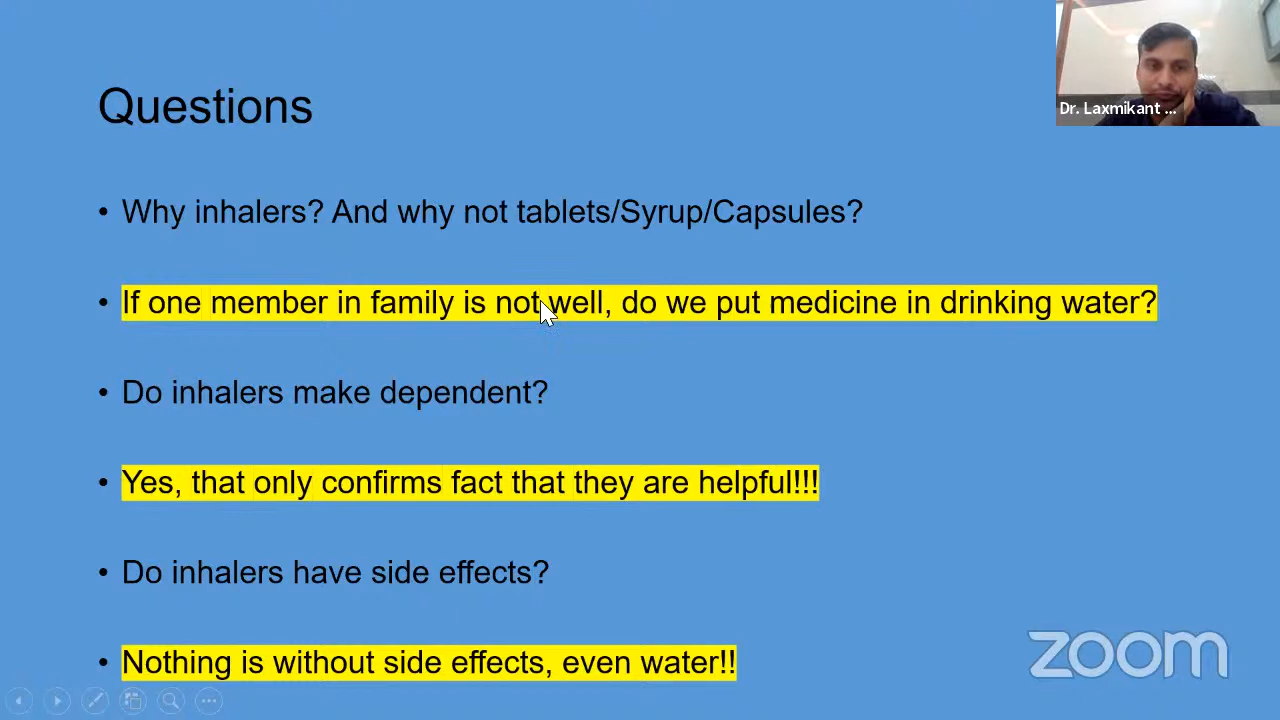 Dr. Laxmikant ...
Questions
• Why inhalers? And why not tablets/Syrup/Capsules?
• If one member in family is not well, do we put medicine in drinking water?
• Do inhalers make dependent?
• Yes, that only confirms fact that they are helpful!!!
• Do inhalers have side effects?
• Nothing is without side effects, even water!!
zoom